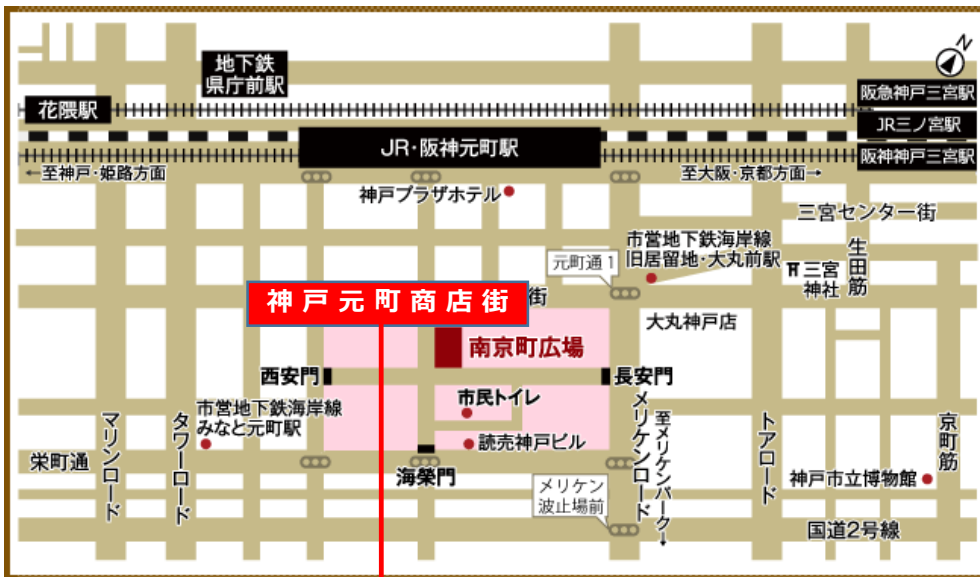 N
地下鉄
県庁前駅
阪急神戸三宮駅
花隈駅
JR三ノ宮駅
JR・阪神元町駅
阪神神戸三宮駅
←至神戸・姫路方面
至大阪・京都方面→
神戸プラザホテル
三宮センター街
市営地下鉄海岸線
旧居留地・大丸前駅
元町通1
生田筋
三宮
神社
神戸元町商店街
街
大丸神戸店
南京町広場
西安門
長安門
市民トイレ
市営地下鉄海岸線
みなと元町駅
読売神戸ビル
マリンロード
タワーロード
メリケンロード
至メリケンパーク→
トアロード
京町筋
栄町通
海榮門
神戸市立博物館
メリケン
波止場前
国道2号線